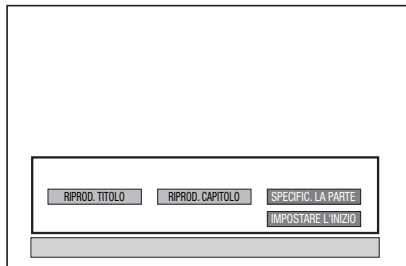 RIPROD. TITOLO RIPROD. CAPITOLO SPECIFIC. LA PARTE
IMPOSTARE L'INIZIO